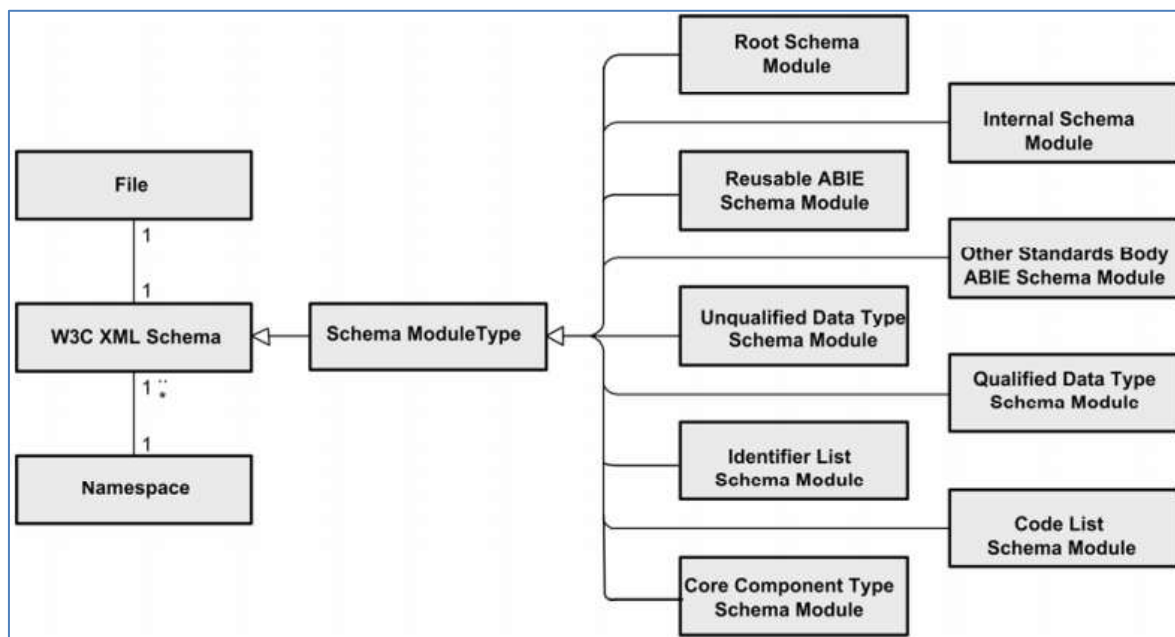 Root Schema
Module
Internal Schema
Module
File
Reusable ABIE
Schema Module
1
Other Standards Body
ABIE Schema Module
1
W3C XML Schema
Schema ModuleType
Unqualified Data Type
Schema Module
1..
*
Qualified Data Type
Schema Module
1
Namespace
Identifier List
Schema Module
Code List
Schema Module
Core Component Type
Schema Module